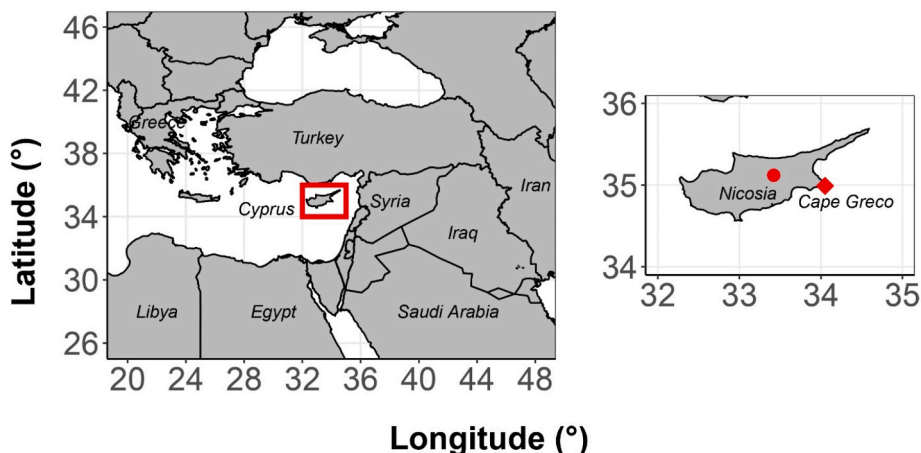 46
42
38
34
30
26
20 24 28 32 36 40 44 48
Latitude (°)
Longitude (°)
Greece
Turkey
Cyprus
Syria
Iran
Iraq
Libya
Egypt
Saudi Arabia
36
35
34
32 33 34 35
Nicosia
Cape Greco